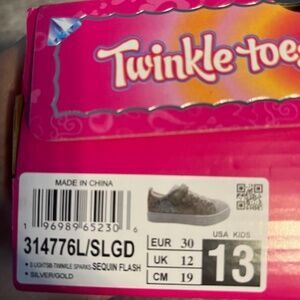 Twinkle toes
MADE IN CHINA
1 96989 65230 6
314776L/SLGD
S LIGHTSB-TWINKLE SPARKS-SEQUIN FLASH
SILVER/GOLD
EUR 30
UK 12
CM 19
USA KIDS
13